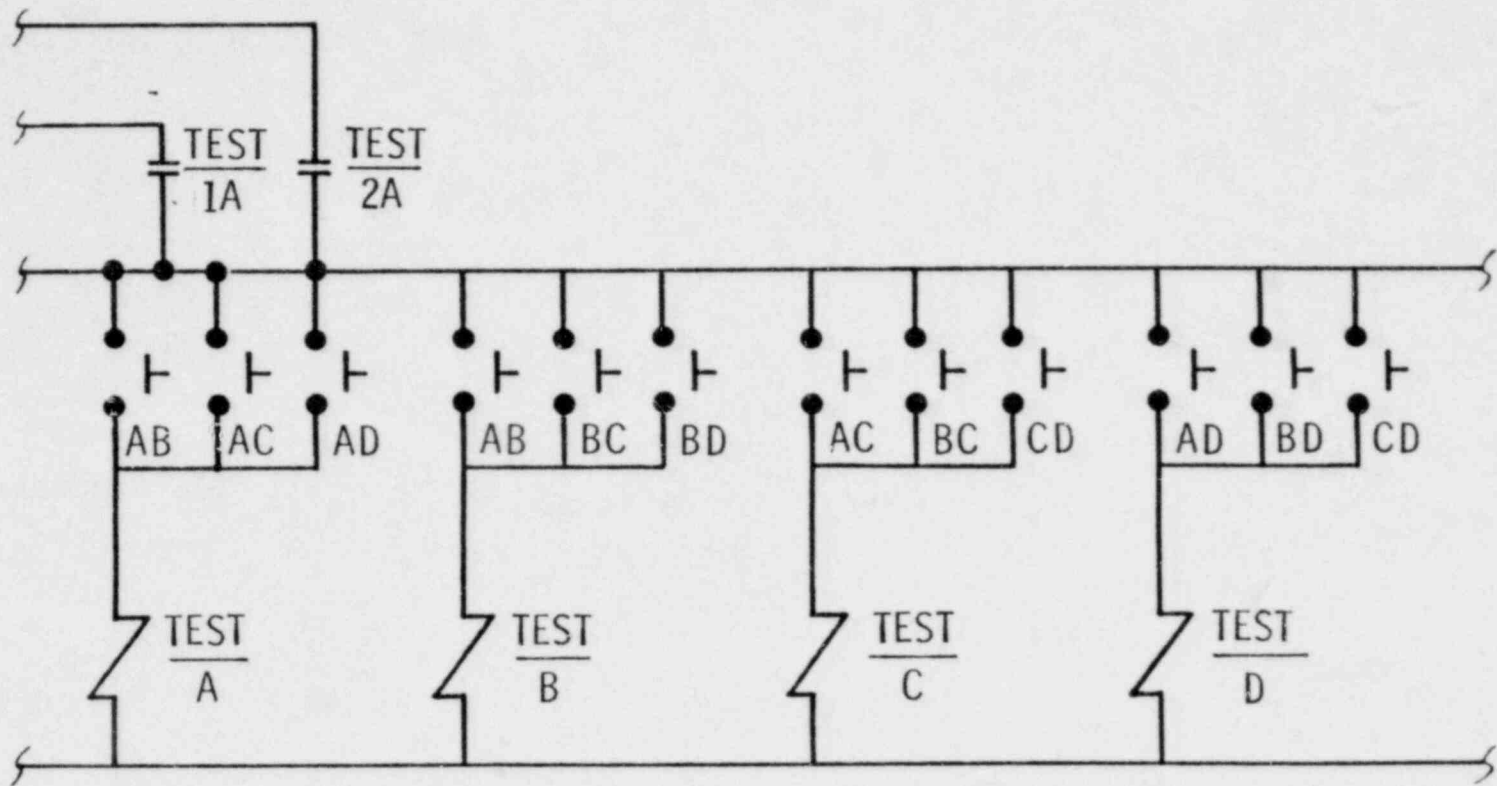 TEST
1A
TEST
2A
AB AC AD AB BC BD AC BC CD AD BD CD
TEST
A
TEST
B
TEST
C
TEST
D